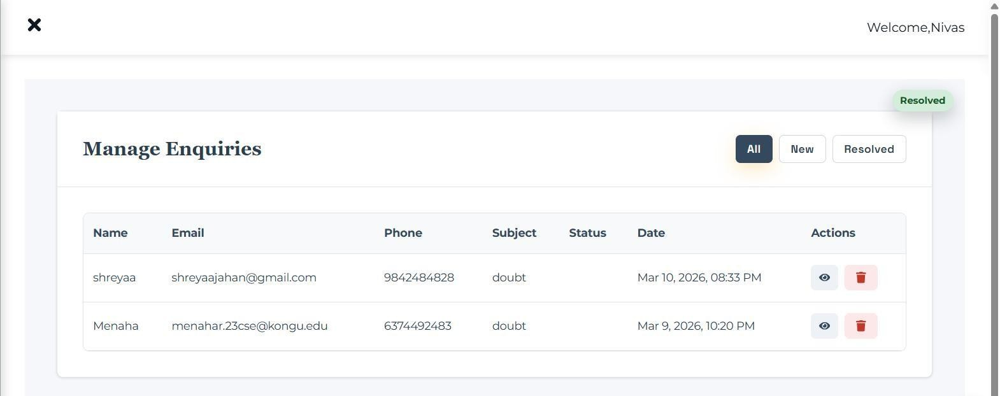 Welcome,Nivas
Resolved
Manage Enquiries
All New Resolved
Name Email Phone Subject Status Date Actions
shreyaa shreyaajahan@gmail.com 9842484828 doubt Mar 10, 2026, 08:33 PM
Menaha menahar.23cse@kongu.edu 6374492483 doubt Mar 9, 2026, 10:20 PM